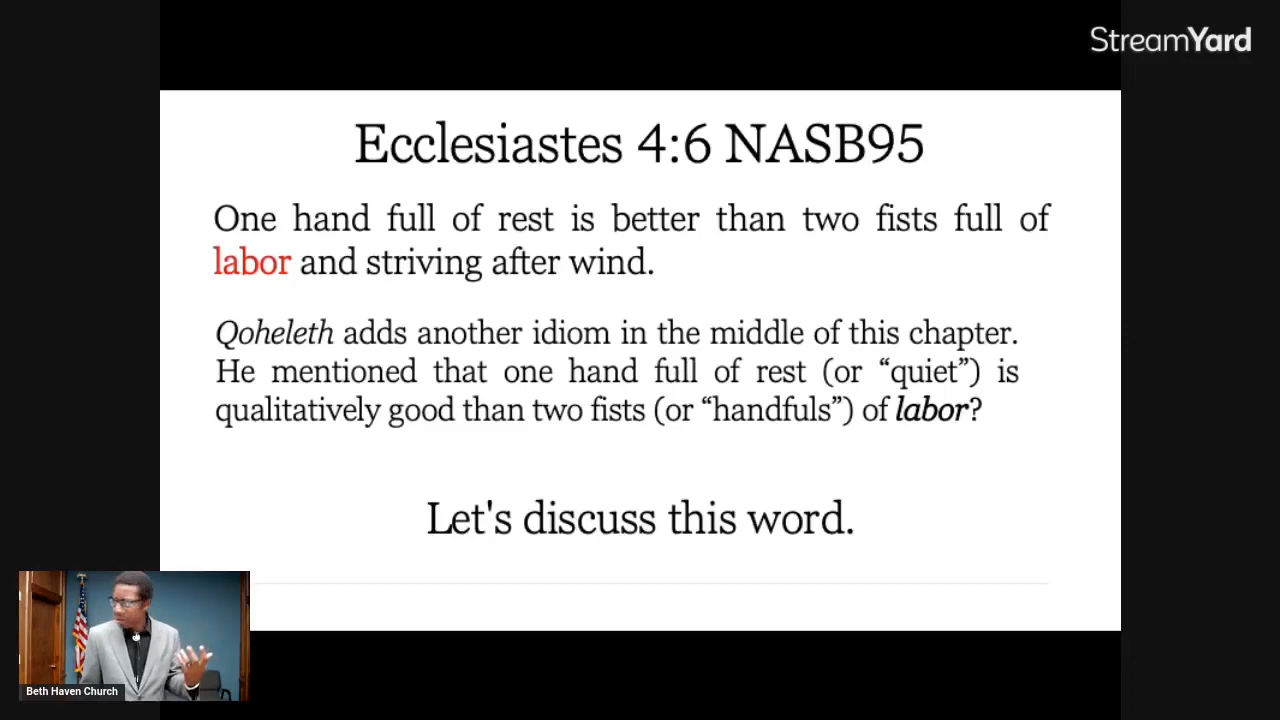 StreamYard
Ecclesiastes 4:6 NASB95
One hand full of rest is better than two fists full of
labor and striving after wind.
Qoheleth adds another idiom in the middle of this chapter.
He mentioned that one hand full of rest (or “quiet”) is
qualitatively good than two fists (or “handfuls”) of labor?
Let's discuss this word.
Beth Haven Church